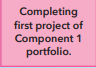 Completing
first project of
Component 1
portfolio.